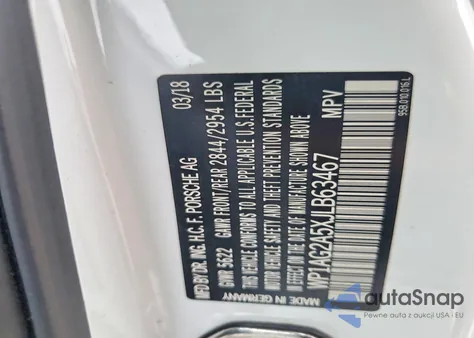 MFD BY DR. ING. H.C. F. PORSCHE AG 03/18
GVWR 5622 GAWR FRONT/REAR 2844/2954 LBS
THIS VEHICLE CONFORMS TO ALL APPLICABLE U.S. FEDERAL
MOTOR VEHICLE SAFETY AND THEFT PREVENTION STANDARDS
IN EFFECT ON THE DATE OF MANUFACTURE SHOWN ABOVE
WP1AG2A5XJLB63467 MPV
MADE IN GERMANY
95B.010.016.L
autoSnap
Pewne auta z aukcji USA - EU